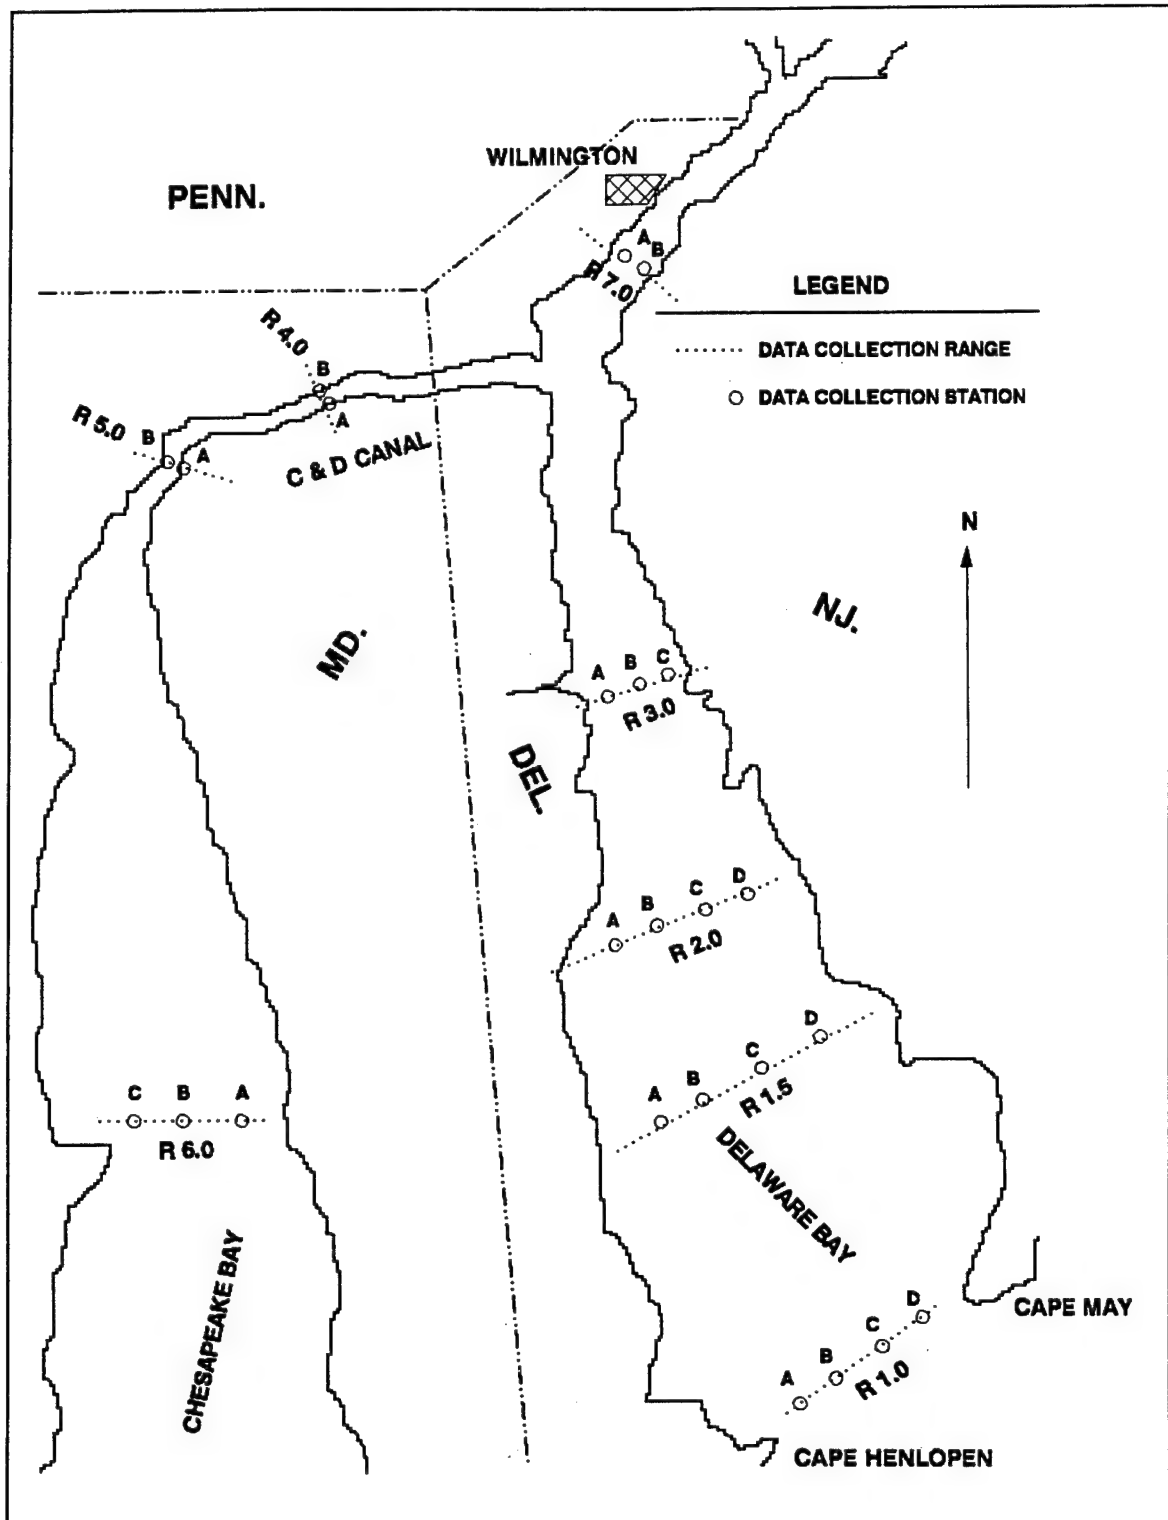 WILMINGTON
PENN.
A
B
R 7.0
LEGEND
R 4.0
DATA COLLECTION RANGE
B
R 5.0
B
A
DATA COLLECTION STATION
A
C & D CANAL
N
NJ.
MD.
A
B
C
R 3.0
DEL.
A
B
C
D
R 2.0
A
B
C
D
R 1.5
C
B
A
R 6.0
DELAWARE BAY
CHESAPEAKE BAY
CAPE MAY
A
B
C
D
R 1.0
CAPE HENLOPEN